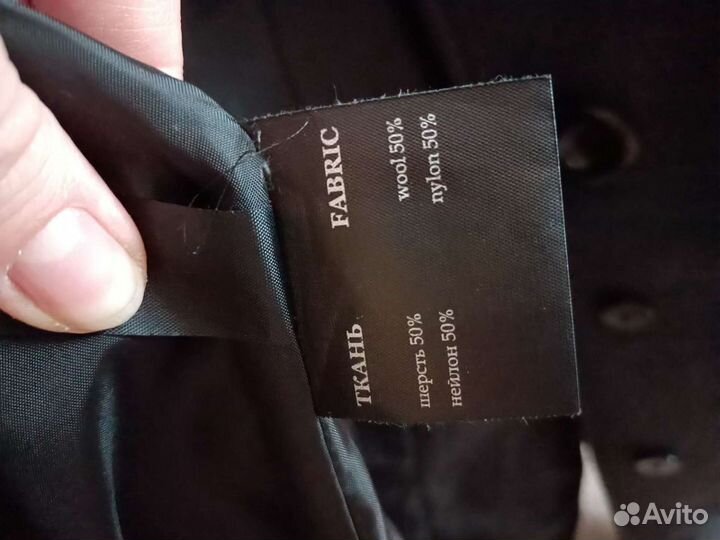 FABRIC
wool 50%
nylon 50%
ТКАНЬ
шерсть 50%
нейлон 50%
Avito